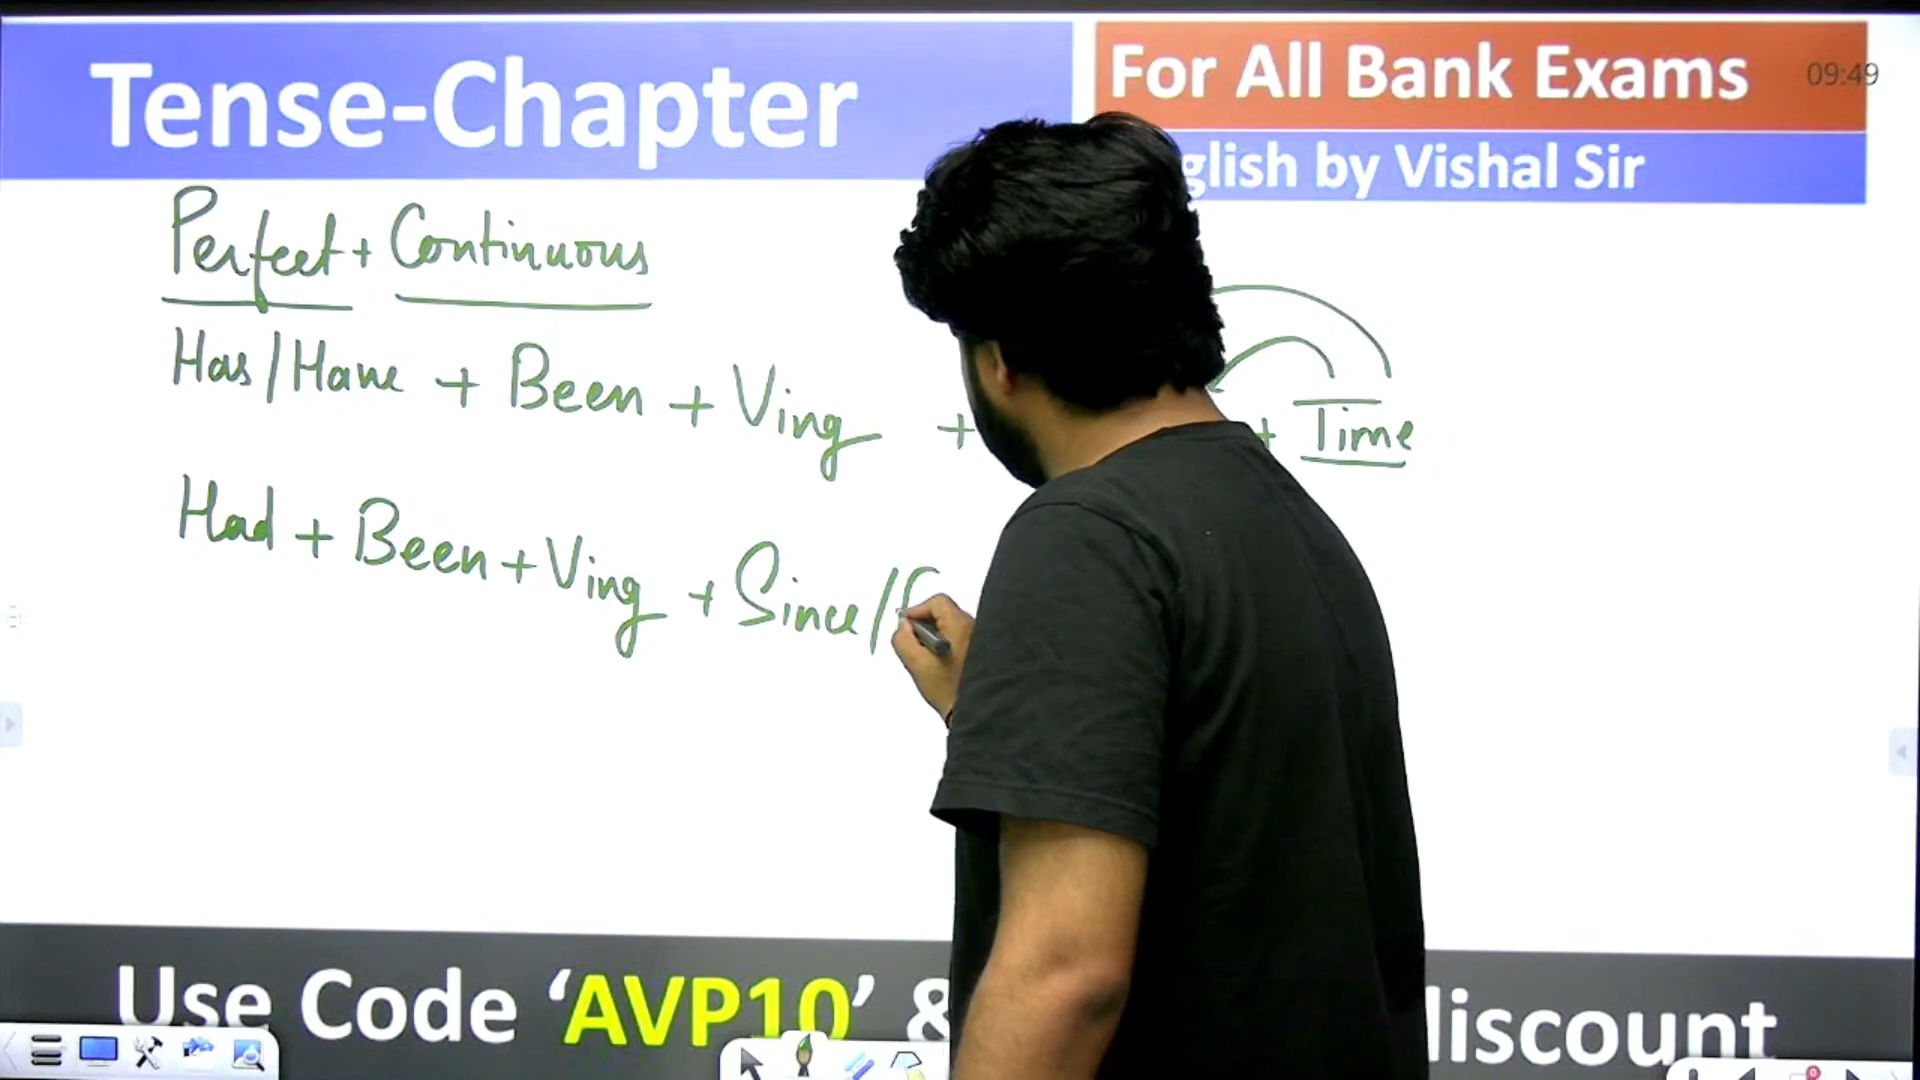 Tense-Chapter
For All Bank Exams
09:49
glish by Vishal Sir
Perfect + Continuous
Has/Have + Been + Ving + + Time
Had + Been + Ving + Since/F
Use Code ‘AVP10’ & discount